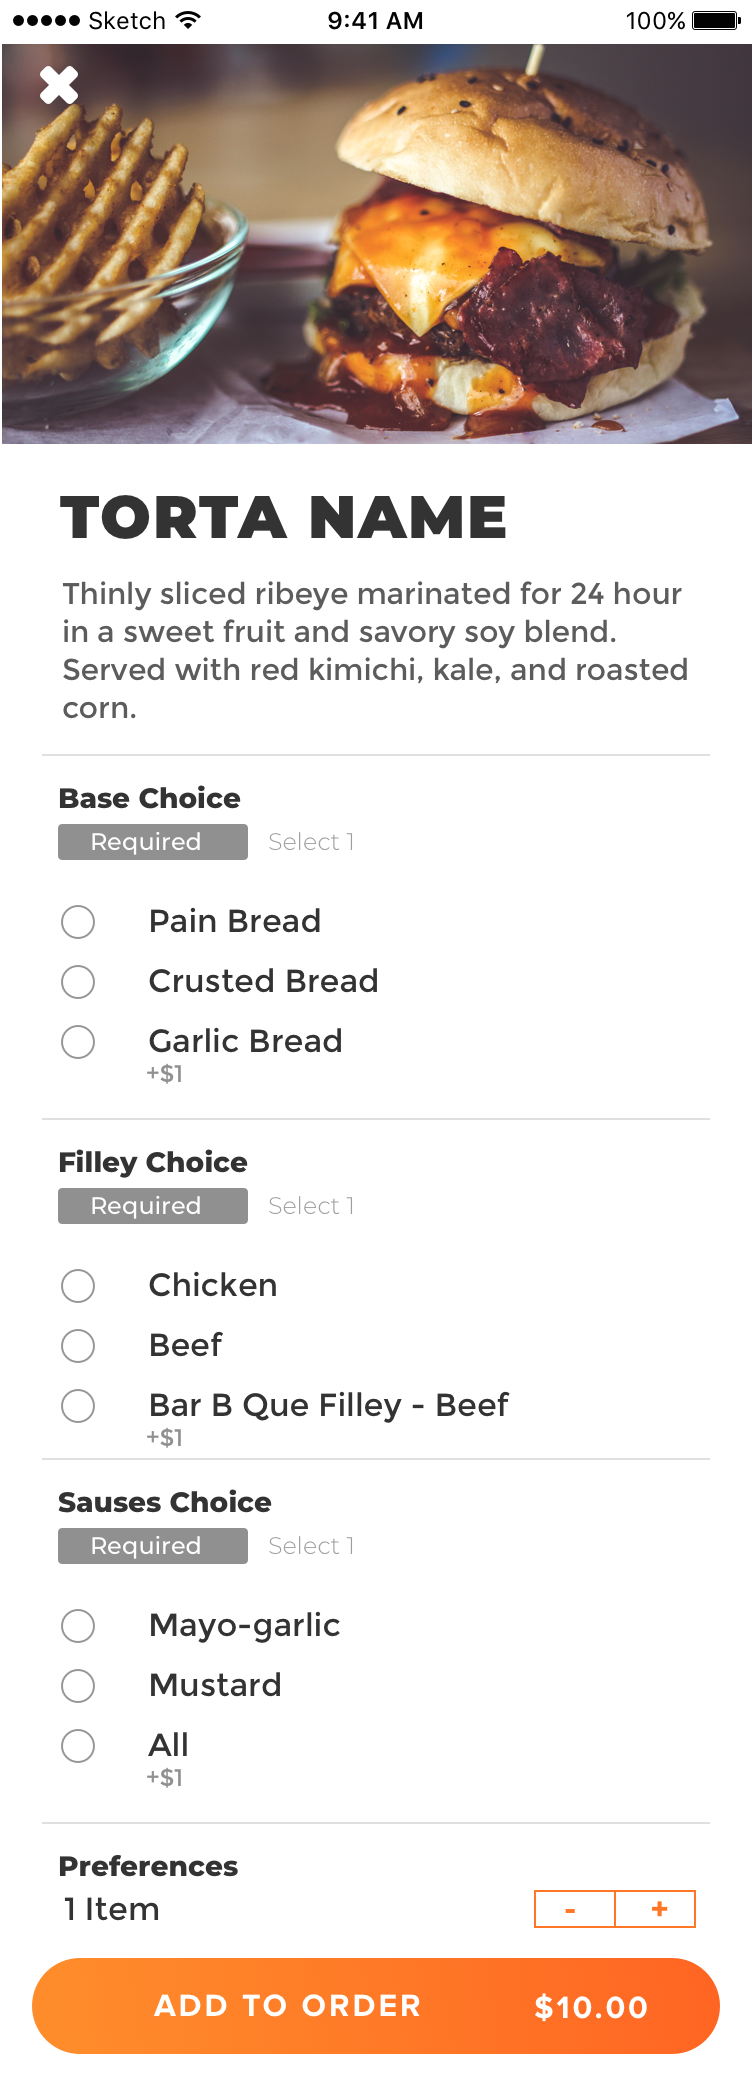 ●●●●● Sketch 9:41 AM 100%
TORTA NAME
Thinly sliced ribeye marinated for 24 hour
in a sweet fruit and savory soy blend.
Served with red kimichi, kale, and roasted
corn.
Base Choice
Required Select 1
Pain Bread
Crusted Bread
Garlic Bread
+$1
Filley Choice
Required Select 1
Chicken
Beef
Bar B Que Filley - Beef
+$1
Sauses Choice
Required Select 1
Mayo-garlic
Mustard
All
+$1
Preferences
1 Item - +
ADD TO ORDER $10.00